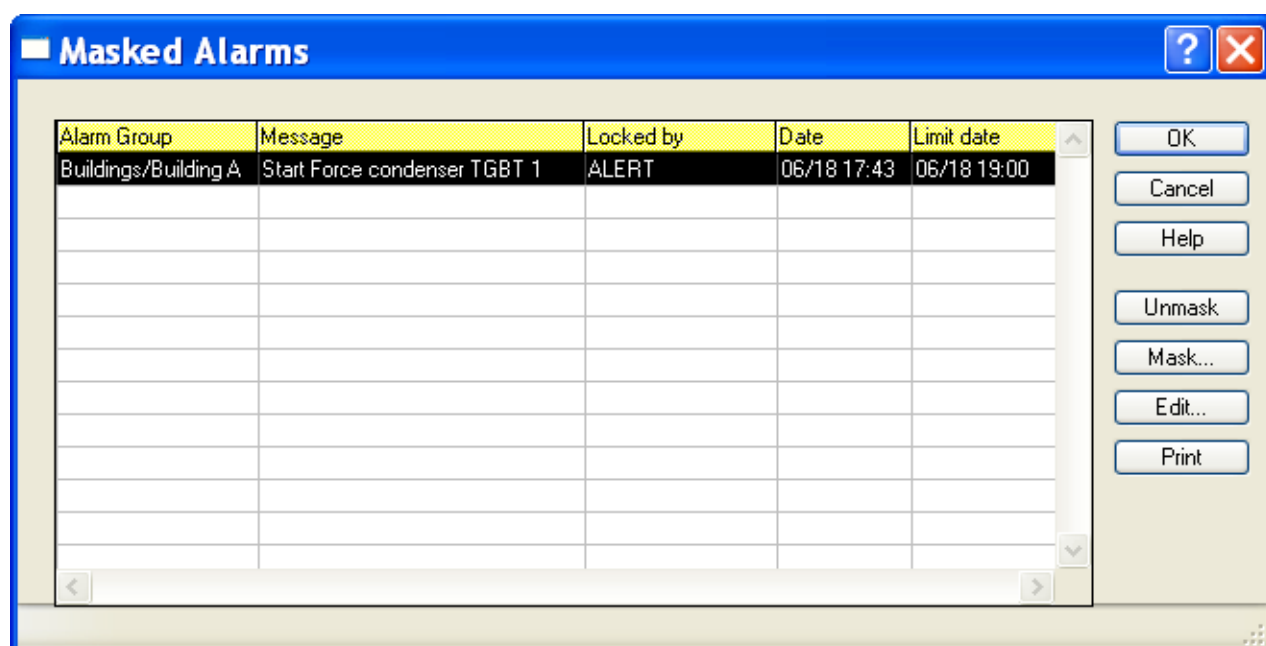 Masked Alarms
Alarm Group Message Locked by Date Limit date
Buildings/Building A Start Force condenser TGBT 1 ALERT 06/18 17:43 06/18 19:00
OK
Cancel
Help
Unmask
Mask...
Edit...
Print